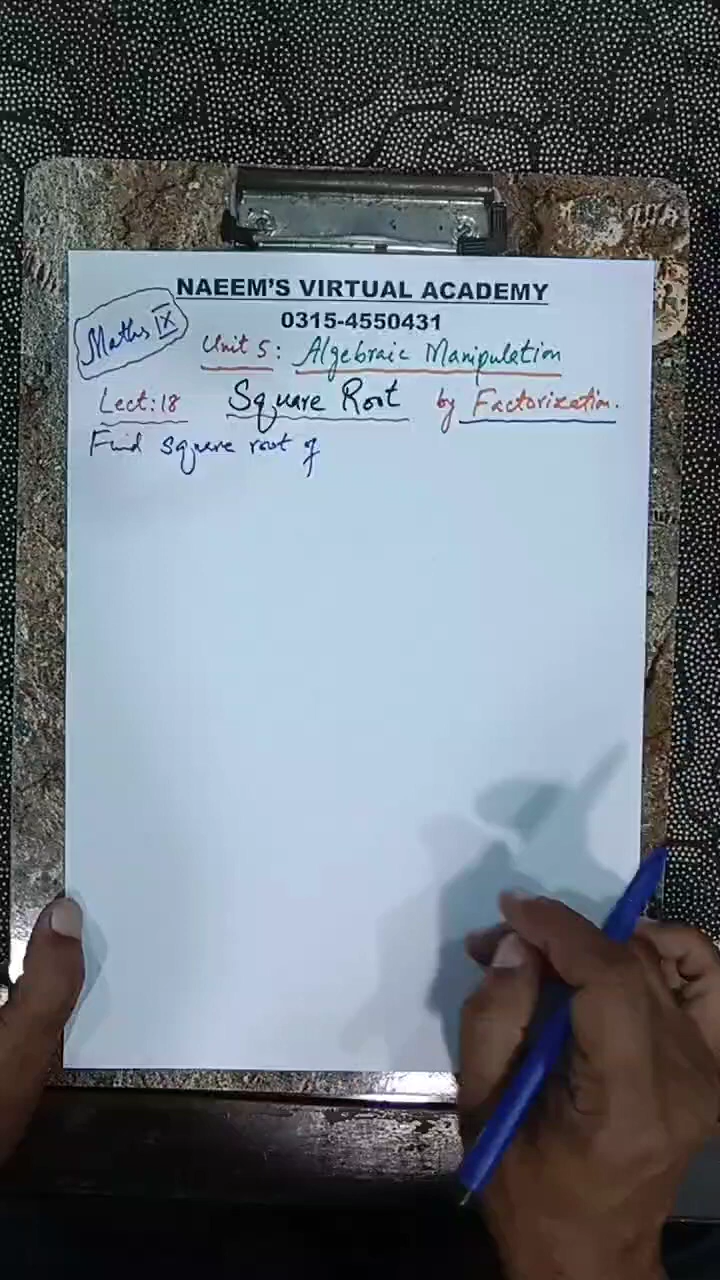 NAEEM'S VIRTUAL ACADEMY
0315-4550431
Maths IX
Unit 5: Algebraic Manipulation
Lect:18 Square Root by Factorization.
Find square root of